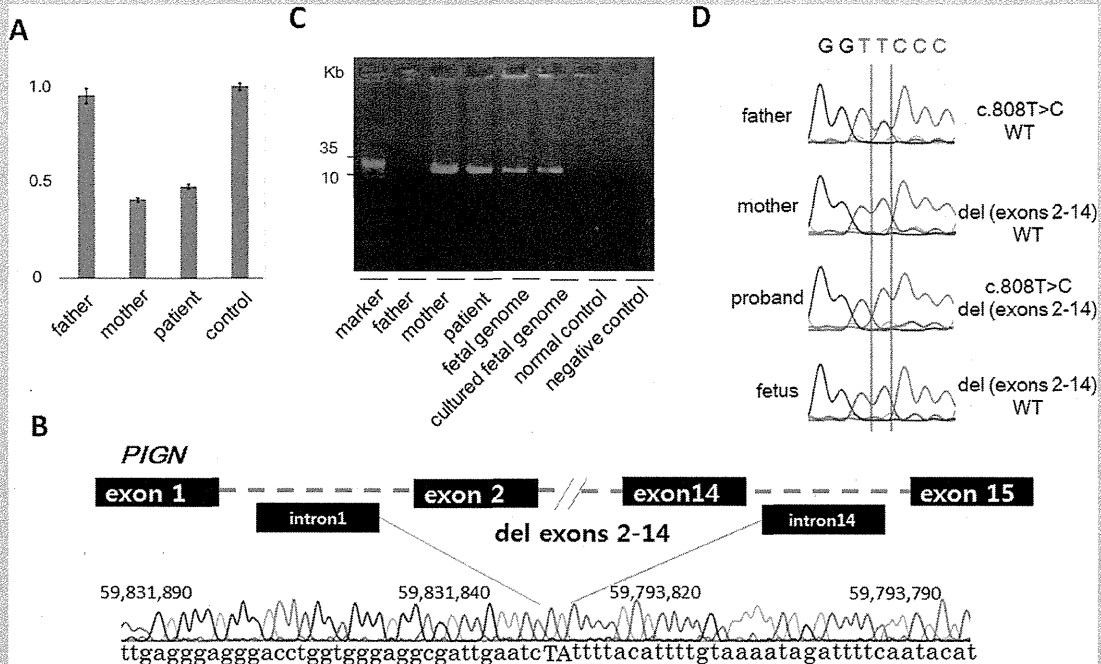 A
1.0
0.5
0
father
mother
patient
control
C
Kb
35
10
marker
father
mother
patient
fetal genome
cultured fetal genome
normal control
negative control
D
GGTTCCC
father
c.808T>C
WT
mother
del (exons 2-14)
WT
proband
c.808T>C
del (exons 2-14)
fetus
del (exons 2-14)
WT
B
PIGN
exon 1
exon 2
exon14
exon 15
intron1
intron14
del exons 2-14
59,831,890
59,831,840
59,793,820
59,793,790
ttgagggagggacctggtgggaggcgattgaatcTAttttacattttgtaaaatagattttcaatacat